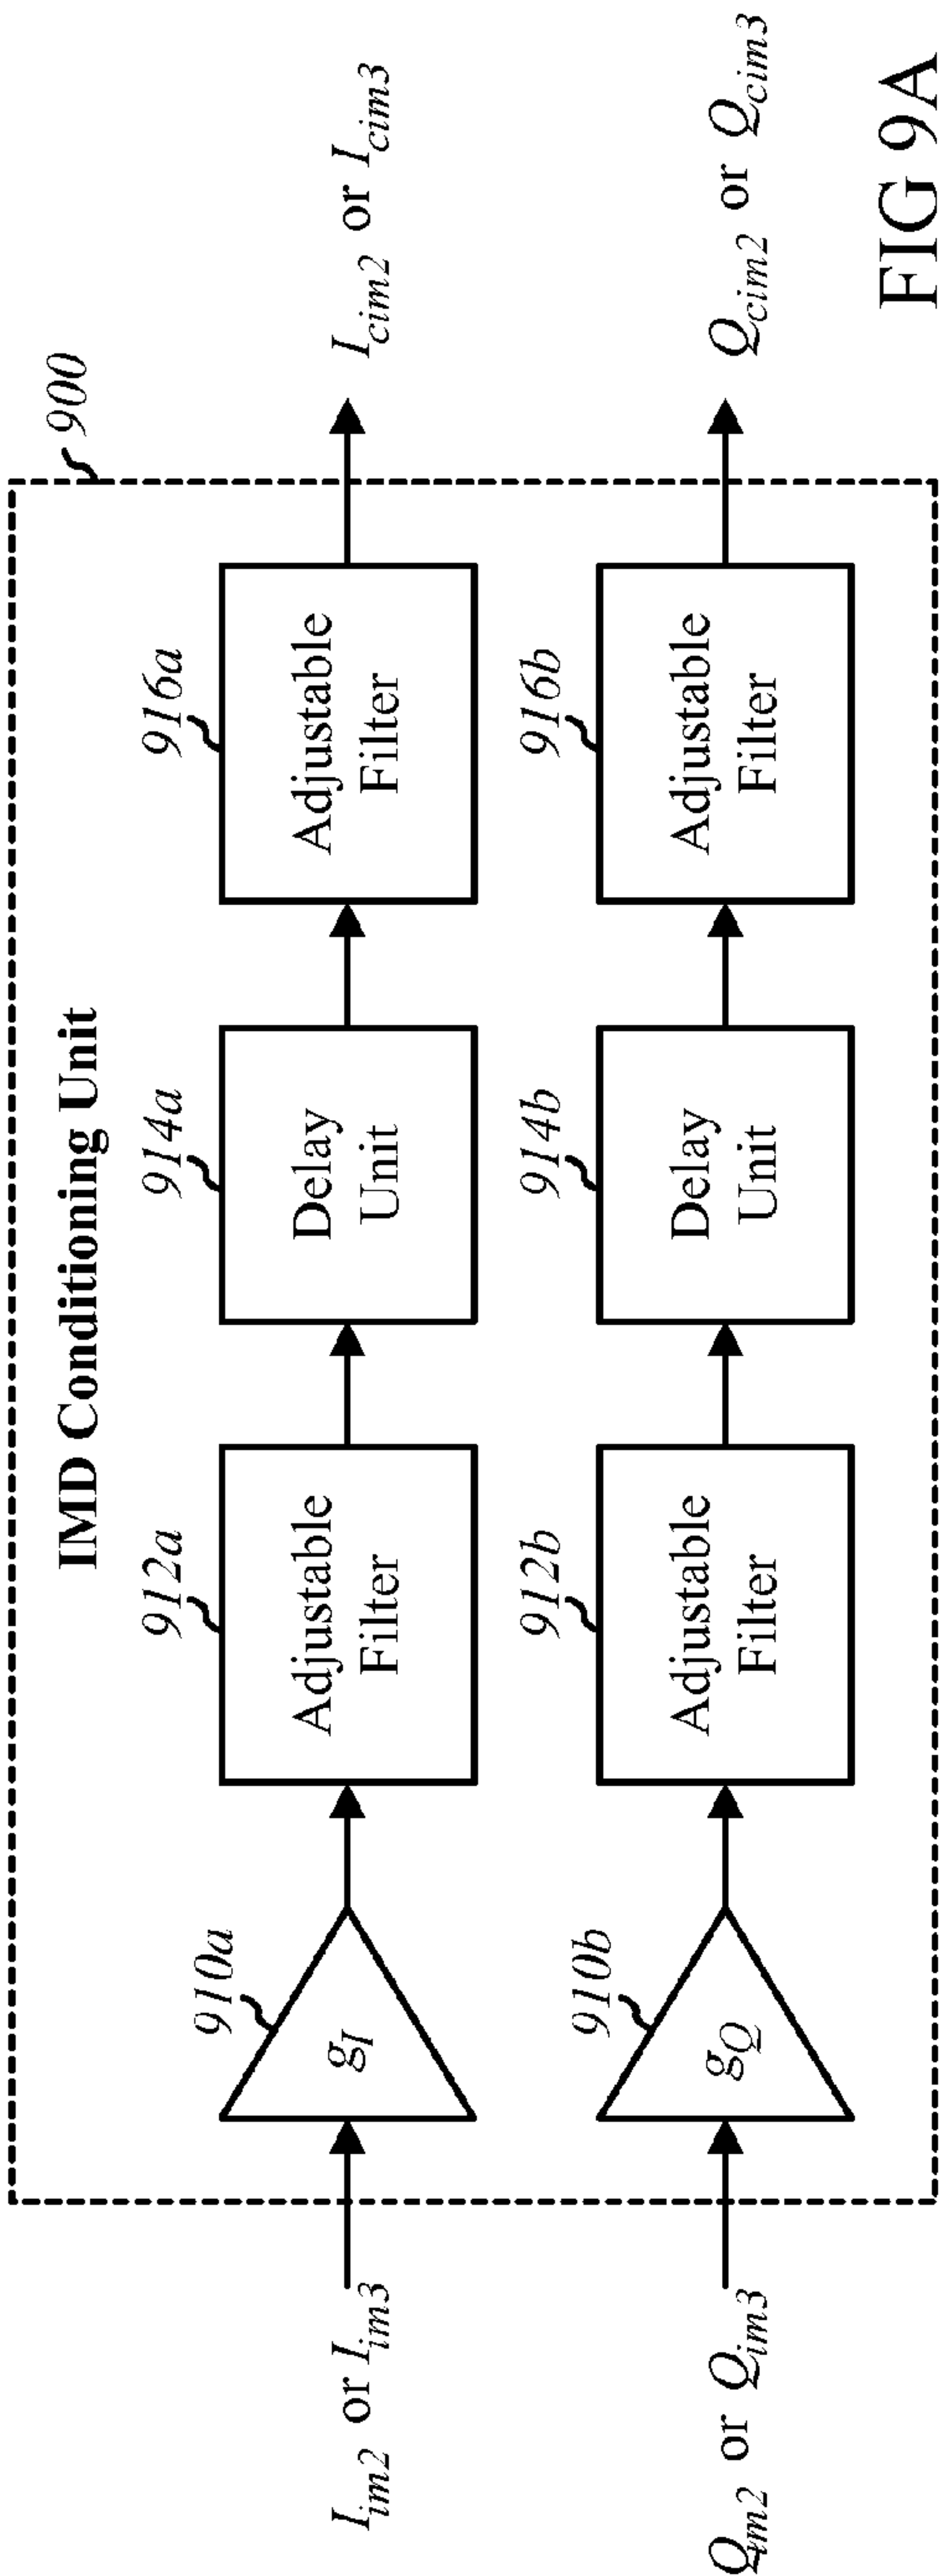 900
IMD Conditioning Unit
910a
912a
914a
916a
I_im2 or I_im3
g_I
Adjustable
Filter
Delay
Unit
Adjustable
Filter
I_cim2 or I_cim3
910b
912b
914b
916b
Q_im2 or Q_im3
g_Q
Adjustable
Filter
Delay
Unit
Adjustable
Filter
Q_cim2 or Q_cim3
FIG 9A